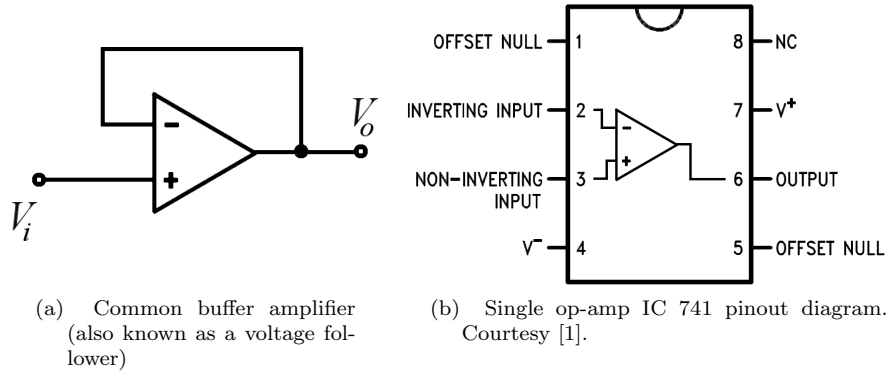 V_i
-
+
V_o
OFFSET NULL 1
8 NC
INVERTING INPUT 2
-
7 V⁺
NON-INVERTING INPUT 3
+
6 OUTPUT
V⁻ 4
5 OFFSET NULL
(a) Common buffer amplifier
(also known as a voltage fol-
lower)
(b) Single op-amp IC 741 pinout diagram.
Courtesy [1].